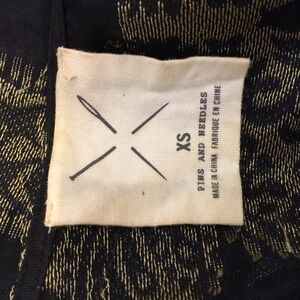 XS
PINS AND NEEDLES
MADE IN CHINA FABRIQUE EN CHINE